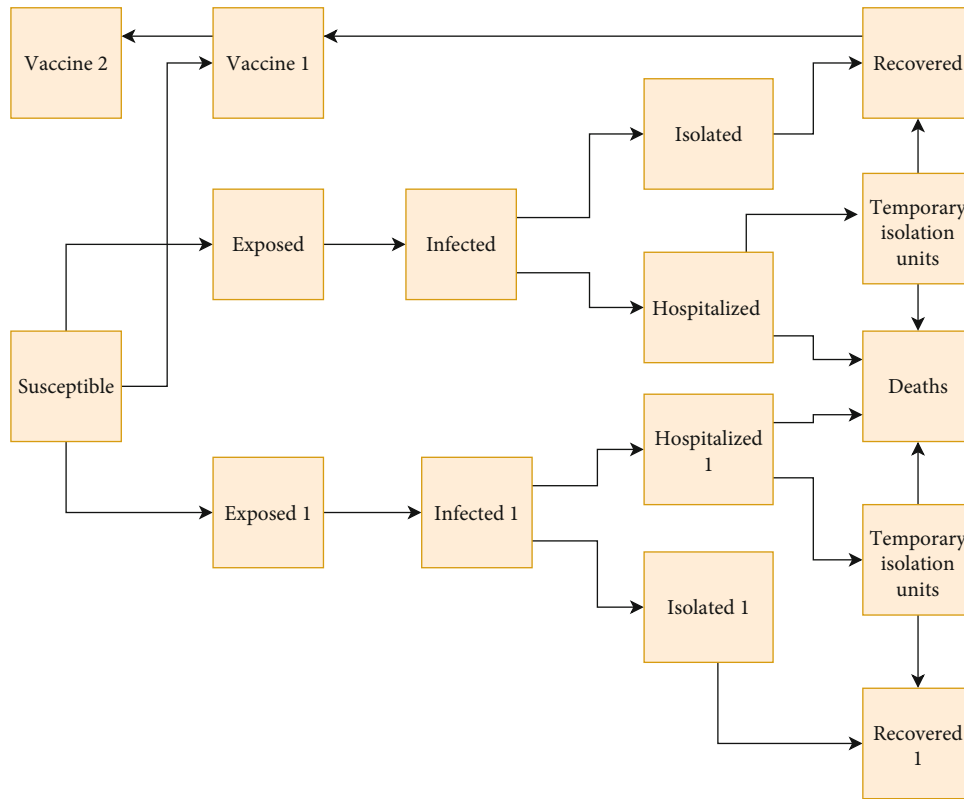 Vaccine 2
Vaccine 1
Recovered
Isolated
Temporary
isolation
units
Exposed
Infected
Hospitalized
Susceptible
Deaths
Hospitalized
1
Exposed 1
Infected 1
Temporary
isolation
units
Isolated 1
Recovered
1